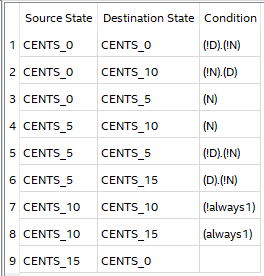 Source State Destination State Condition
1 CENTS_0 CENTS_0 (!D).(!N)
2 CENTS_0 CENTS_10 (!N).(D)
3 CENTS_0 CENTS_5 (N)
4 CENTS_5 CENTS_10 (N)
5 CENTS_5 CENTS_5 (!D).(!N)
6 CENTS_5 CENTS_15 (D).(!N)
7 CENTS_10 CENTS_10 (!always1)
8 CENTS_10 CENTS_15 (always1)
9 CENTS_15 CENTS_0